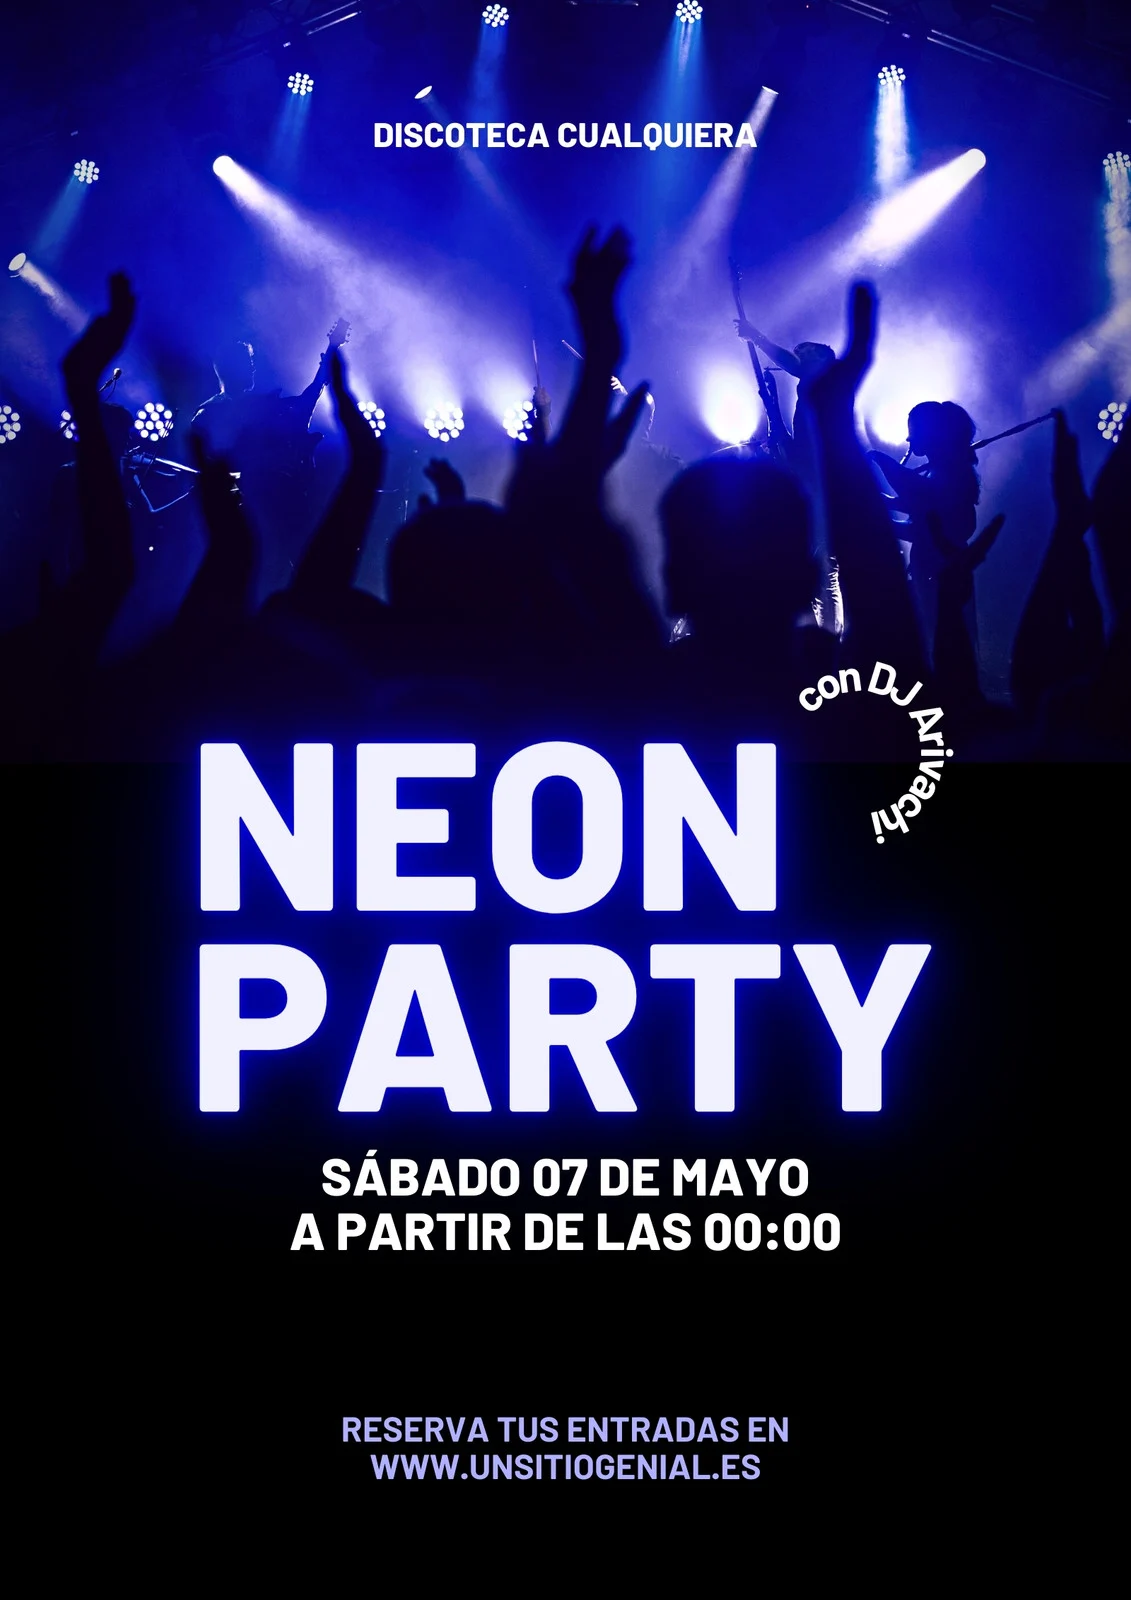 DISCOTECA CUALQUIERA
con DJ Arivachi
NEON
PARTY
SÁBADO 07 DE MAYO
A PARTIR DE LAS 00:00
RESERVA TUS ENTRADAS EN
WWW.UNSITIOGENIAL.ES